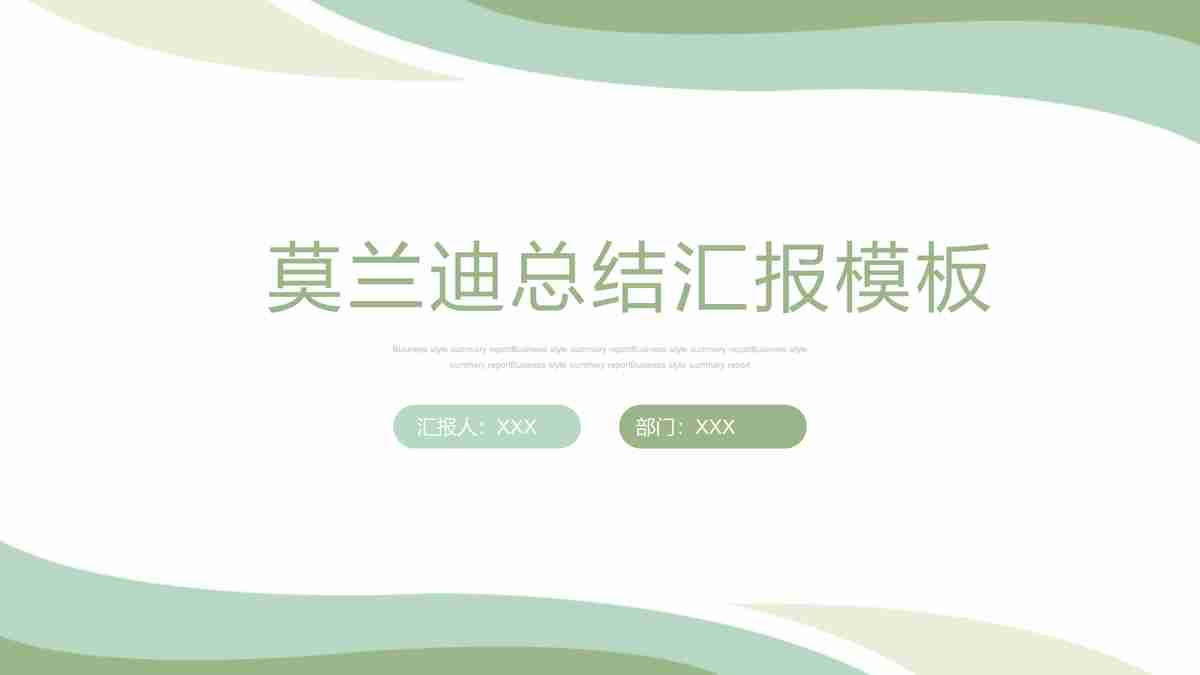 莫兰迪总结汇报模板
Business style summary reportBusiness style summary reportBusiness style summary reportBusiness style
summary reportBusiness style summary reportBusiness style summary report
汇报人：XXX
部门：XXX